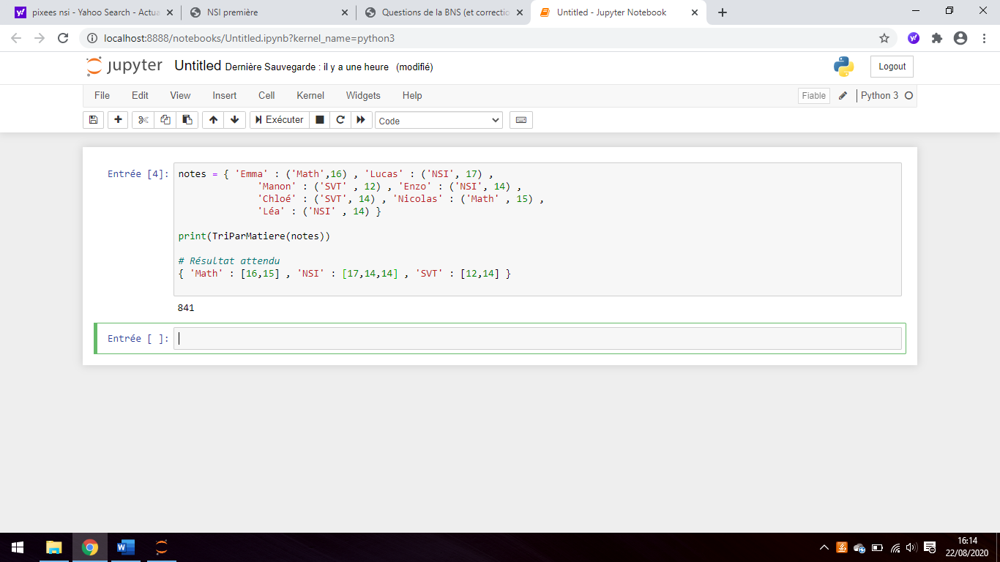 pixees nsi - Yahoo Search - Actua
NSI première
Questions de la BNS (et correctio
Untitled - Jupyter Notebook
localhost:8888/notebooks/Untitled.ipynb?kernel_name=python3
jupyter Untitled Dernière Sauvegarde : il y a une heure (modifié)
Logout
File Edit View Insert Cell Kernel Widgets Help
Fiable
Python 3
Exécuter
Code
Entrée [4]: notes = { 'Emma' : ('Math',16) , 'Lucas' : ('NSI', 17) ,
'Manon' : ('SVT' , 12) , 'Enzo' : ('NSI', 14) ,
'Chloé' : ('SVT', 14) , 'Nicolas' : ('Math' , 15) ,
'Léa' : ('NSI' , 14) }
print(TriParMatiere(notes))
# Résultat attendu
{ 'Math' : [16,15] , 'NSI' : [17,14,14] , 'SVT' : [12,14] }
841
Entrée [ ]:
16:14
22/08/2020